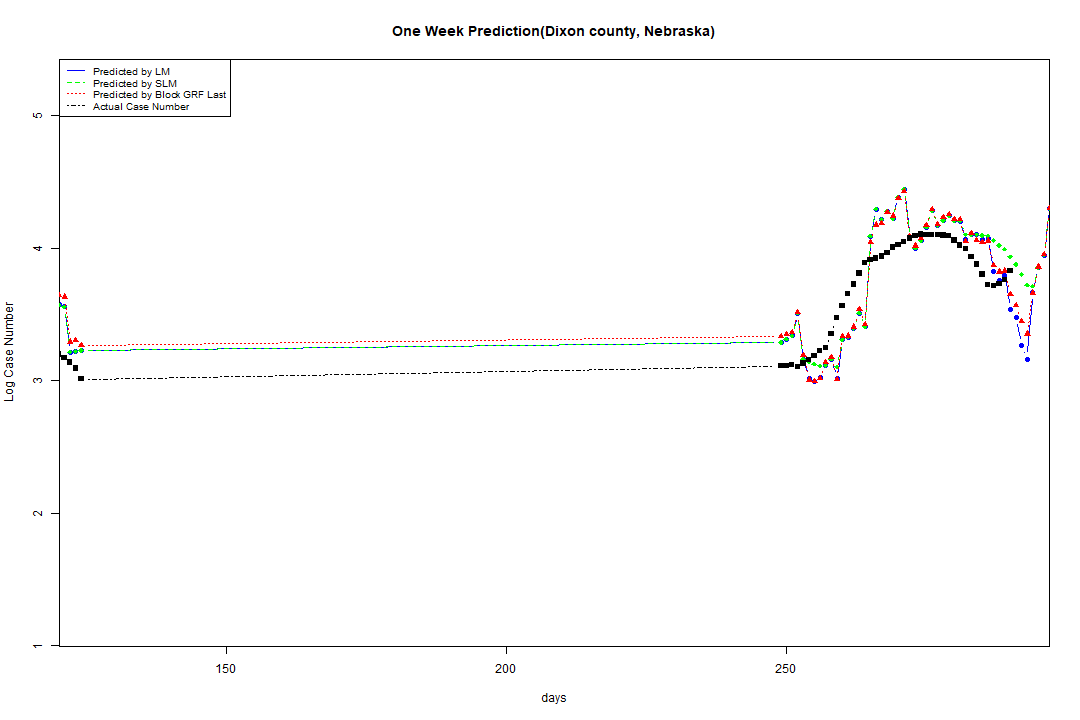 One Week Prediction(Dixon county, Nebraska)
Predicted by LM
Predicted by SLM
Predicted by Block GRF Last
Actual Case Number
Log Case Number
5
4
3
2
1
150 200 250
days